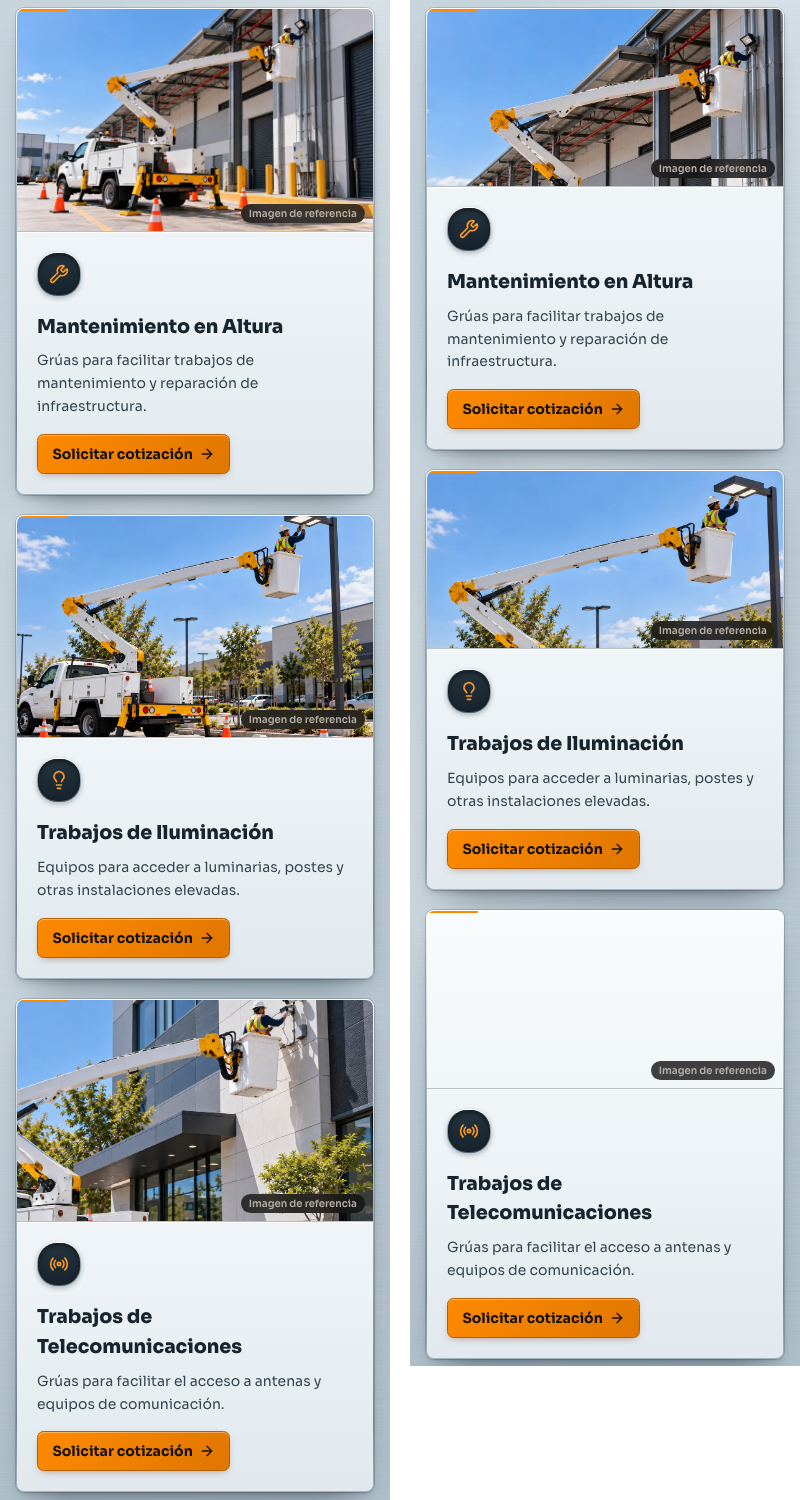 Imagen de referencia
Mantenimiento en Altura
Grúas para facilitar trabajos de
mantenimiento y reparación de
infraestructura.
Solicitar cotización →
Imagen de referencia
Trabajos de Iluminación
Equipos para acceder a luminarias, postes y
otras instalaciones elevadas.
Solicitar cotización →
Imagen de referencia
Trabajos de
Telecomunicaciones
Grúas para facilitar el acceso a antenas y
equipos de comunicación.
Solicitar cotización →
Imagen de referencia
Mantenimiento en Altura
Grúas para facilitar trabajos de
mantenimiento y reparación de
infraestructura.
Solicitar cotización →
Imagen de referencia
Trabajos de Iluminación
Equipos para acceder a luminarias, postes y
otras instalaciones elevadas.
Solicitar cotización →
Imagen de referencia
Trabajos de
Telecomunicaciones
Grúas para facilitar el acceso a antenas y
equipos de comunicación.
Solicitar cotización →